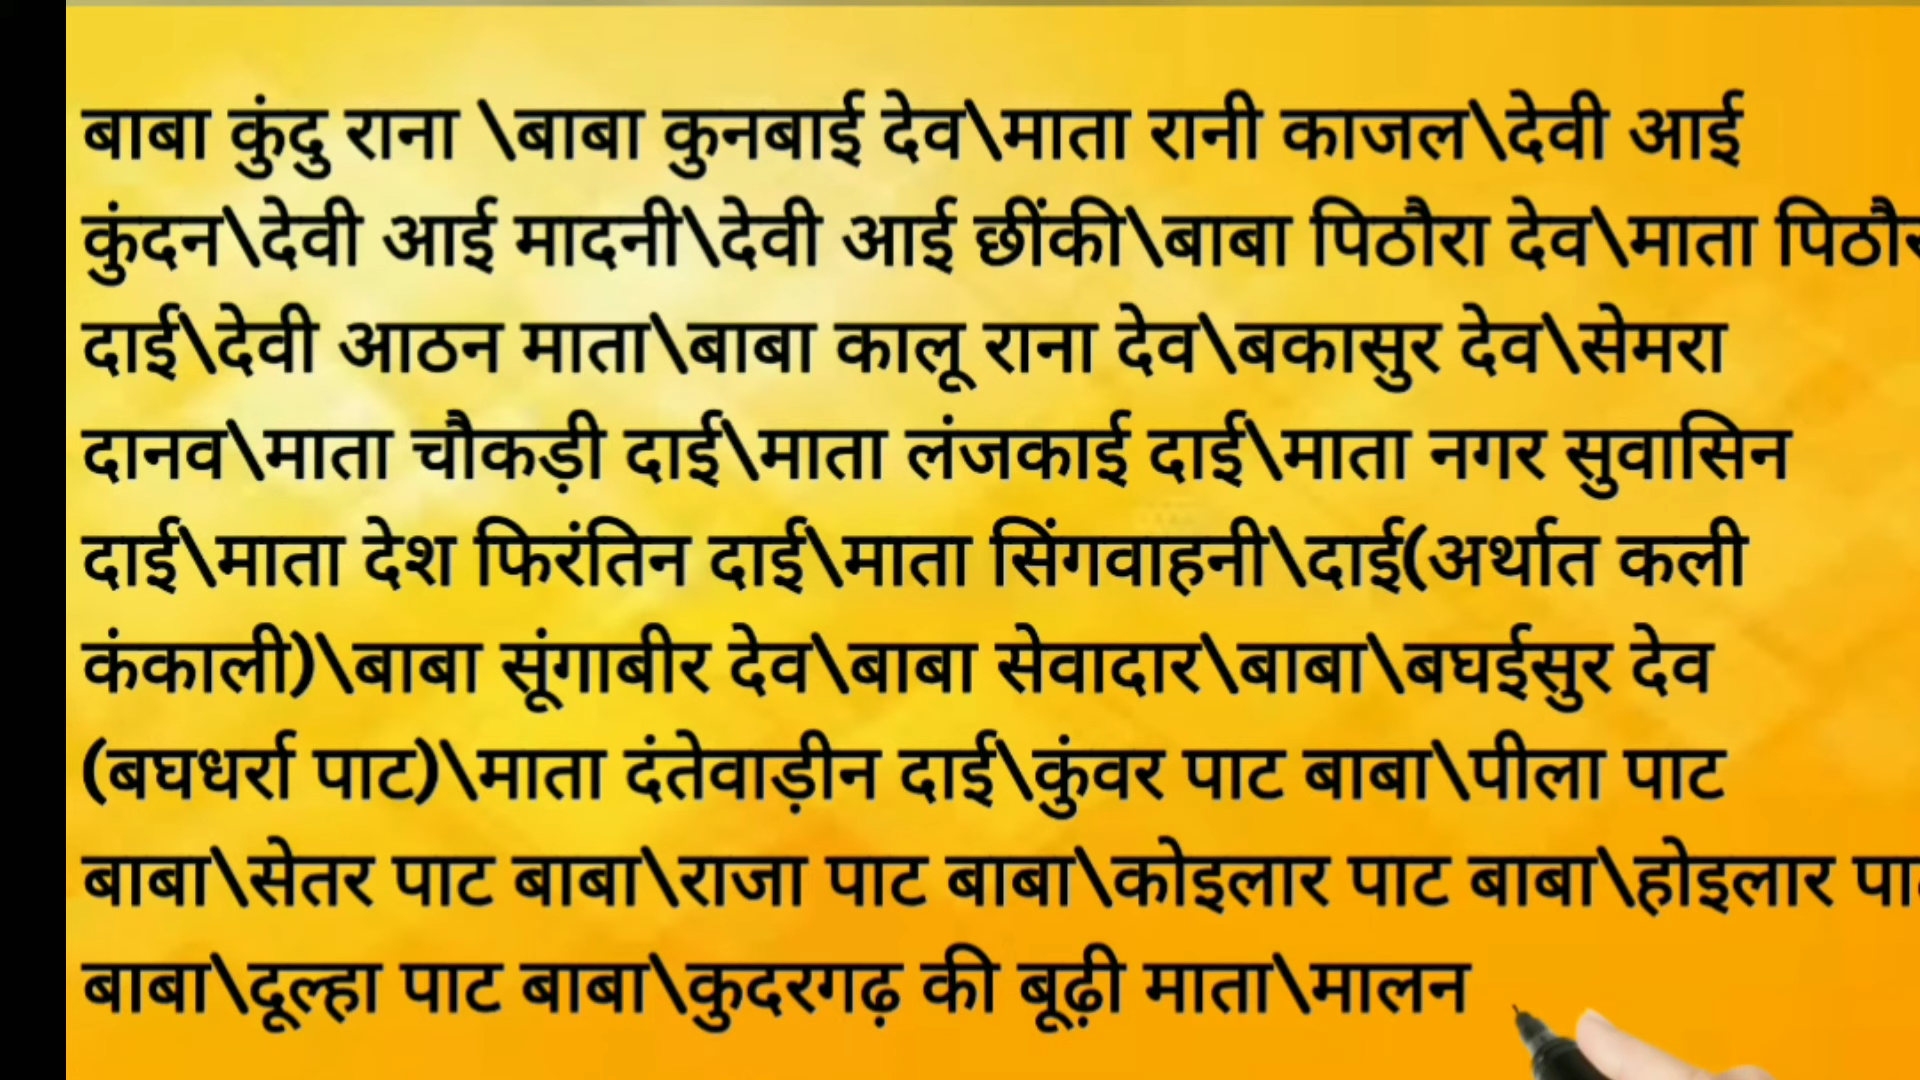 बाबा कुंदु राना \बाबा कुनबाई देव\माता रानी काजल\देवी आई
कुंदन\देवी आई मादनी\देवी आई छींकी\बाबा पिठौरा देव\माता
दाई\देवी आठन माता\बाबा कालू राना देव\बकासुर देव\सेमरा
दानव\माता चौकड़ी दाई\माता लंजकाई दाई\माता नगर सुवासिन
दाई\माता देश फिरंतिन दाई\माता सिंगवाहनी\दाई(अर्थात कली
कंकाली)\बाबा सूंगाबीर देव\बाबा सेवादार\बाबा\बघईसुर देव
(बघधर्रा पाट)\माता दंतेवाड़ीन दाई\कुंवर पाट बाबा\पीला पाट
बाबा\सेतर पाट बाबा\राजा पाट बाबा\कोइलार पाट बाबा\होइलार
बाबा\दूल्हा पाट बाबा\कुदरगढ़ की बूढ़ी माता\मालन